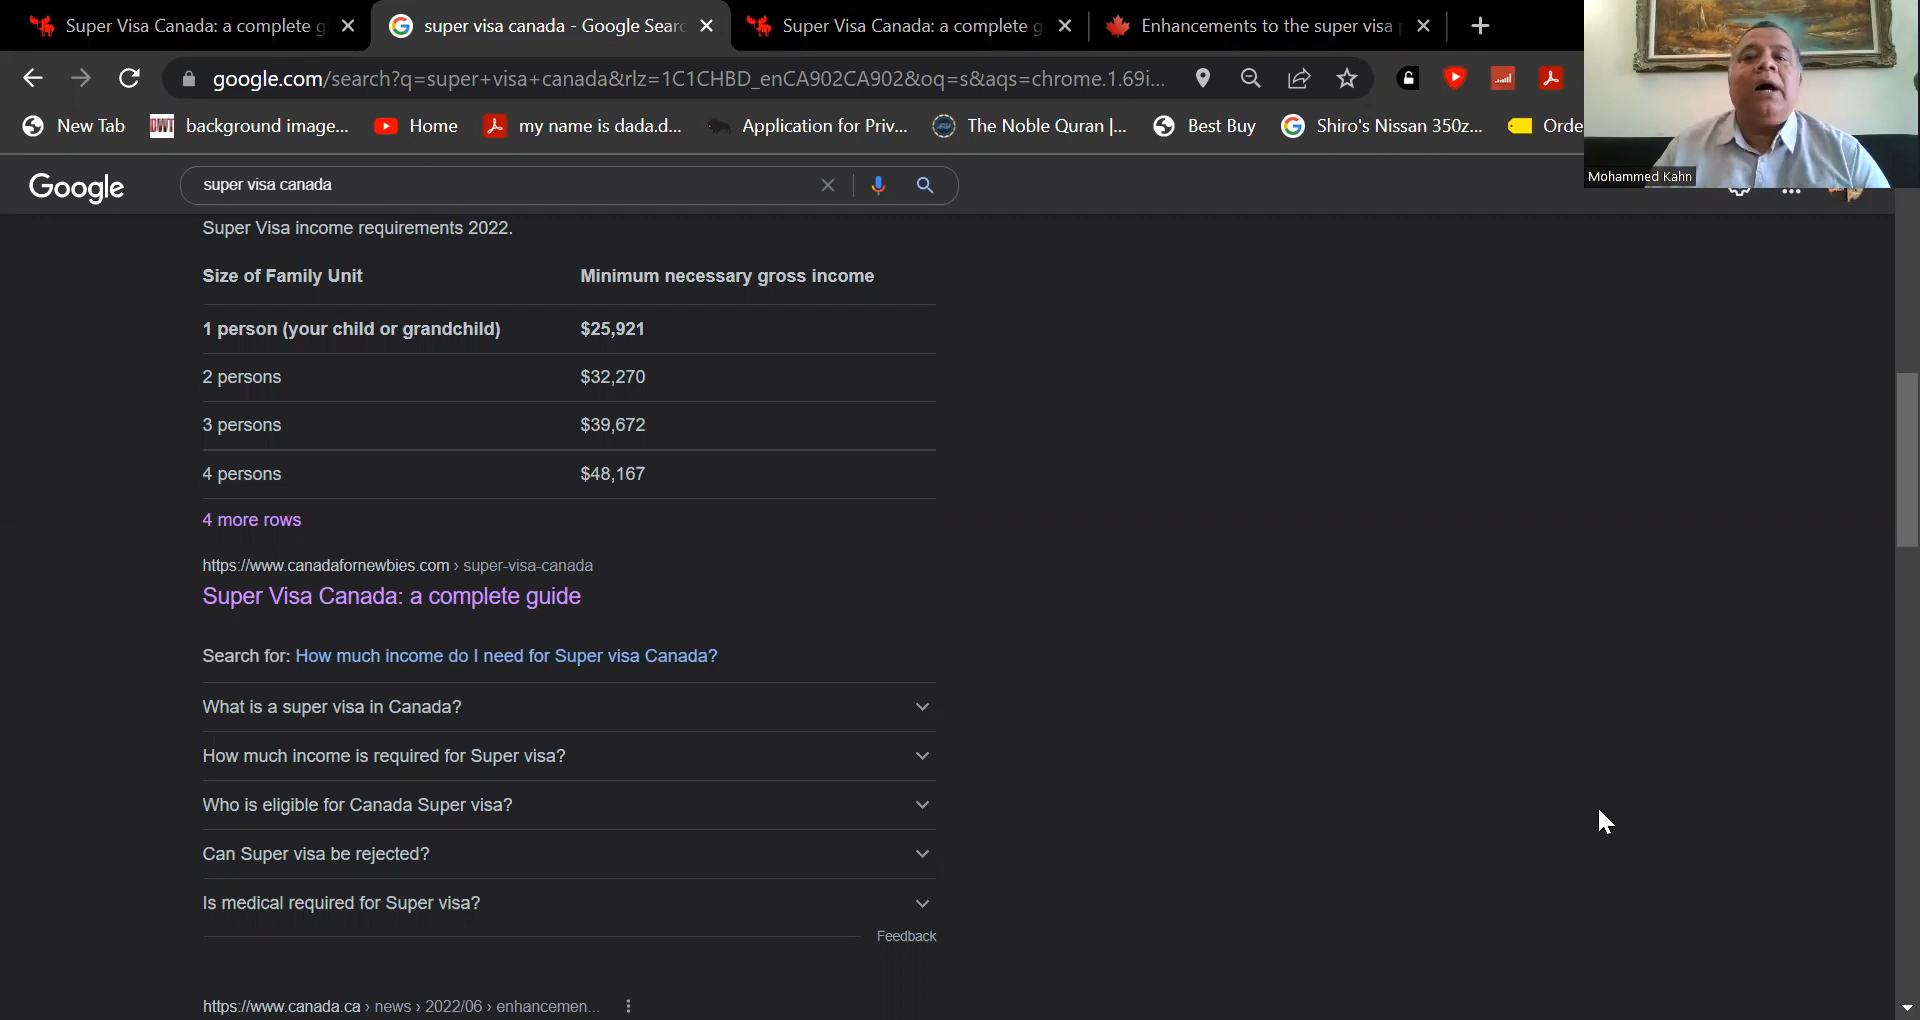 Super Visa Canada: a complete g
super visa canada - Google Sear
Super Visa Canada: a complete g
Enhancements to the super visa
google.com/search?q=super+visa+canada&rlz=1C1CHBD_enCA902CA902&oq=s&aqs=chrome.1.69i...
New Tab
DWT
background image...
Home
my name is dada.d...
Application for Priv...
The Noble Quran |...
Best Buy
Shiro's Nissan 350z...
Orde
Mohammed Kahn
Google
super visa canada
Super Visa income requirements 2022.
Size of Family Unit Minimum necessary gross income
1 person (your child or grandchild) $25,921
2 persons $32,270
3 persons $39,672
4 persons $48,167
4 more rows
https://www.canadafornewbies.com › super-visa-canada
Super Visa Canada: a complete guide
Search for: How much income do I need for Super visa Canada?
What is a super visa in Canada?
How much income is required for Super visa?
Who is eligible for Canada Super visa?
Can Super visa be rejected?
Is medical required for Super visa?
Feedback
https://www.canada.ca › news › 2022/06 › enhancemen...